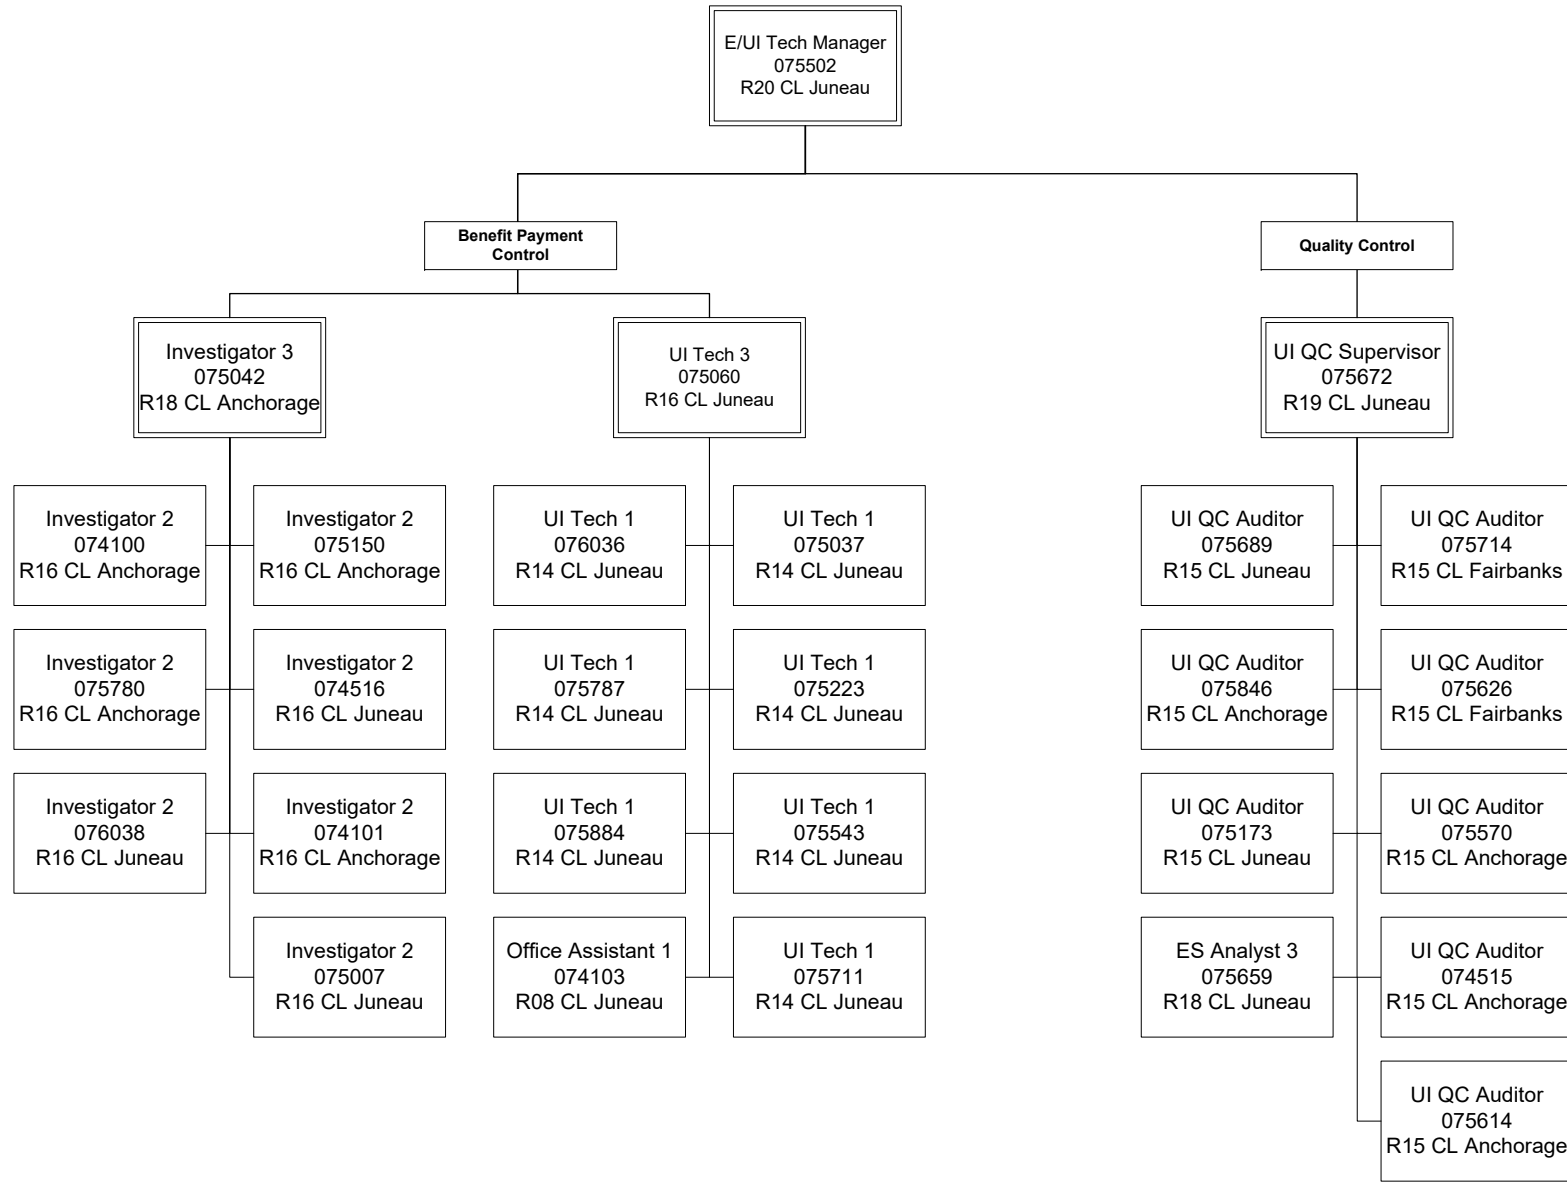 E/UI Tech Manager
075502
R20 CL Juneau
Benefit Payment
Control
Quality Control
Investigator 3
075042
R18 CL Anchorage
UI Tech 3
075060
R16 CL Juneau
UI QC Supervisor
075672
R19 CL Juneau
Investigator 2
074100
R16 CL Anchorage
Investigator 2
075150
R16 CL Anchorage
UI Tech 1
076036
R14 CL Juneau
UI Tech 1
075037
R14 CL Juneau
UI QC Auditor
075689
R15 CL Juneau
UI QC Auditor
075714
R15 CL Fairbanks
Investigator 2
075780
R16 CL Anchorage
Investigator 2
074516
R16 CL Juneau
UI Tech 1
075787
R14 CL Juneau
UI Tech 1
075223
R14 CL Juneau
UI QC Auditor
075846
R15 CL Anchorage
UI QC Auditor
075626
R15 CL Fairbanks
Investigator 2
076038
R16 CL Juneau
Investigator 2
074101
R16 CL Anchorage
UI Tech 1
075884
R14 CL Juneau
UI Tech 1
075543
R14 CL Juneau
UI QC Auditor
075173
R15 CL Juneau
UI QC Auditor
075570
R15 CL Anchorage
Investigator 2
075007
R16 CL Juneau
Office Assistant 1
074103
R08 CL Juneau
UI Tech 1
075711
R14 CL Juneau
ES Analyst 3
075659
R18 CL Juneau
UI QC Auditor
074515
R15 CL Anchorage
UI QC Auditor
075614
R15 CL Anchorage